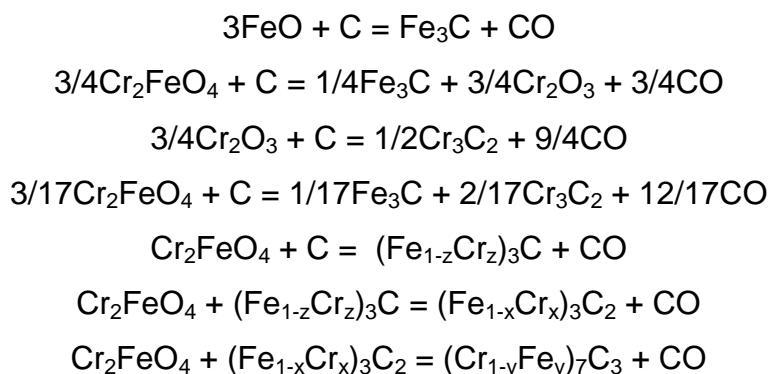 3FeO + C = Fe₃C + CO
3/4Cr₂FeO₄ + C = 1/4Fe₃C + 3/4Cr₂O₃ + 3/4CO
3/4Cr₂O₃ + C = 1/2Cr₃C₂ + 9/4CO
3/17Cr₂FeO₄ + C = 1/17Fe₃C + 2/17Cr₃C₂ + 12/17CO
Cr₂FeO₄ + C = (Fe₁₋zCrz)₃C + CO
Cr₂FeO₄ + (Fe₁₋zCrz)₃C = (Fe₁₋ₓCrₓ)₃C₂ + CO
Cr₂FeO₄ + (Fe₁₋ₓCrₓ)₃C₂ = (Cr₁₋yFey)₇C₃ + CO